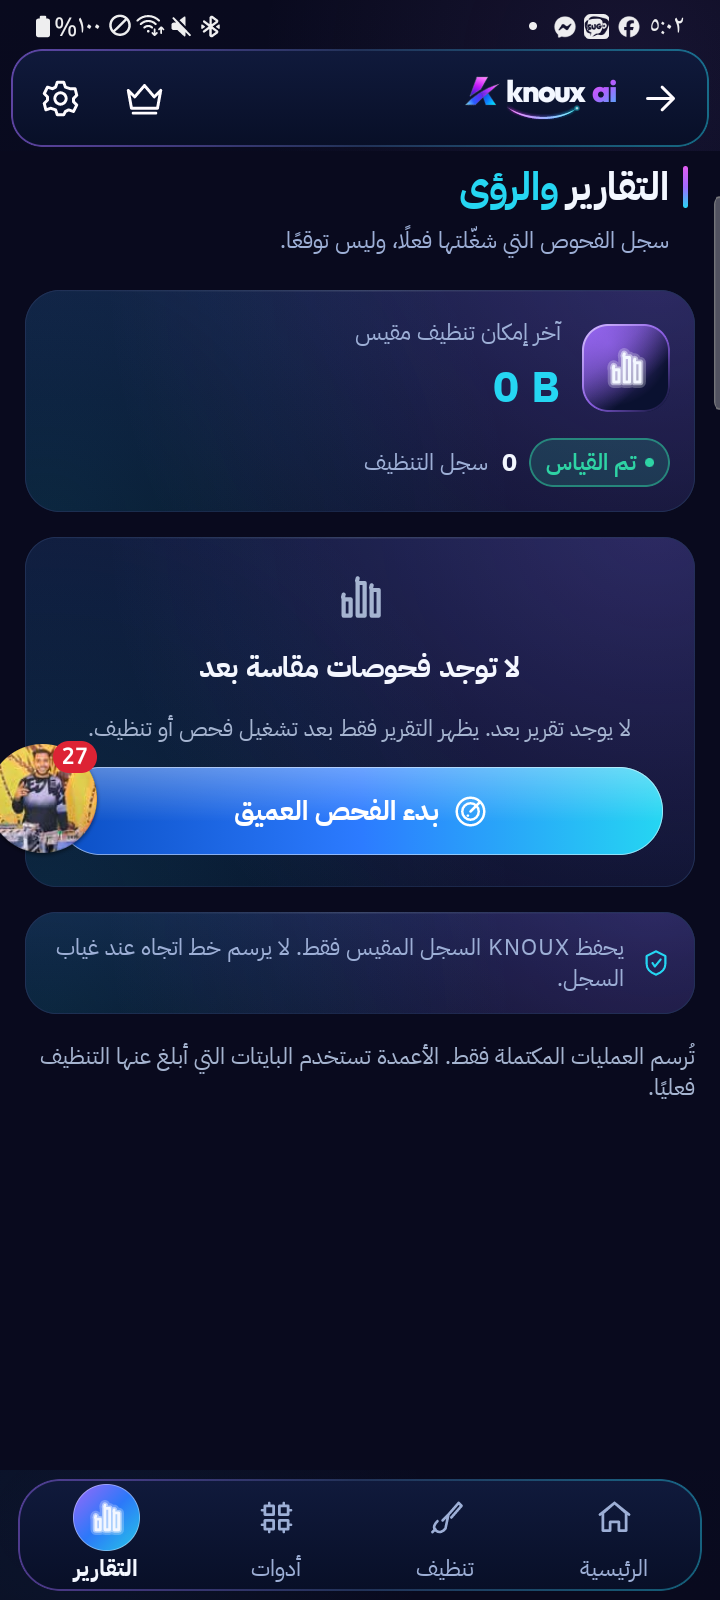 ٥:٠٢
%١٠٠
knoux ai
التقارير والرؤى
سجل الفحوص التي شغّلتها فعلًا، وليس توقعًا.
آخر إمكان تنظيف مقيس
0 B
تم القياس
0 سجل التنظيف
لا توجد فحوصات مقاسة بعد
لا يوجد تقرير بعد. يظهر التقرير فقط بعد تشغيل فحص أو تنظيف.
27
بدء الفحص العميق
يحفظ KNOUX السجل المقيس فقط. لا يرسم خط اتجاه عند غياب
السجل.
تُرسم العمليات المكتملة فقط. الأعمدة تستخدم البايتات التي أبلغ عنها التنظيف
فعليًا.
الرئيسية
تنظيف
أدوات
التقارير